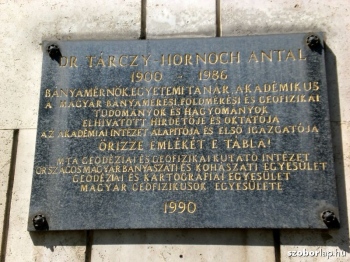 DR TÁRCZY-HORNOCH ANTAL
1900 - 1986
BÁNYAMÉRNÖK, EGYETEMI TANÁR, AKADÉMIKUS
A MAGYAR BÁNYAMÉRÉSI, FÖLDMÉRÉSI ÉS GEOFIZIKAI
TUDOMÁNYOK ÉS HAGYOMÁNYOK
ELHIVATOTT HIRDETŐJE ÉS OKTATÓJA
AZ AKADÉMIAI INTÉZET ALAPÍTÓJA ÉS ELSŐ IGAZGATÓJA
ŐRIZZE EMLÉKÉT E TÁBLA!
MTA GEODÉZIAI ÉS GEOFIZIKAI KUTATÓ INTÉZET
ORSZÁGOS MAGYAR BÁNYÁSZATI ÉS KOHÁSZATI EGYESÜLET
GEODÉZIAI ÉS KARTOGRÁFIAI EGYESÜLET
MAGYAR GEOFIZIKUSOK EGYESÜLETE
1990
szoborlap.hu